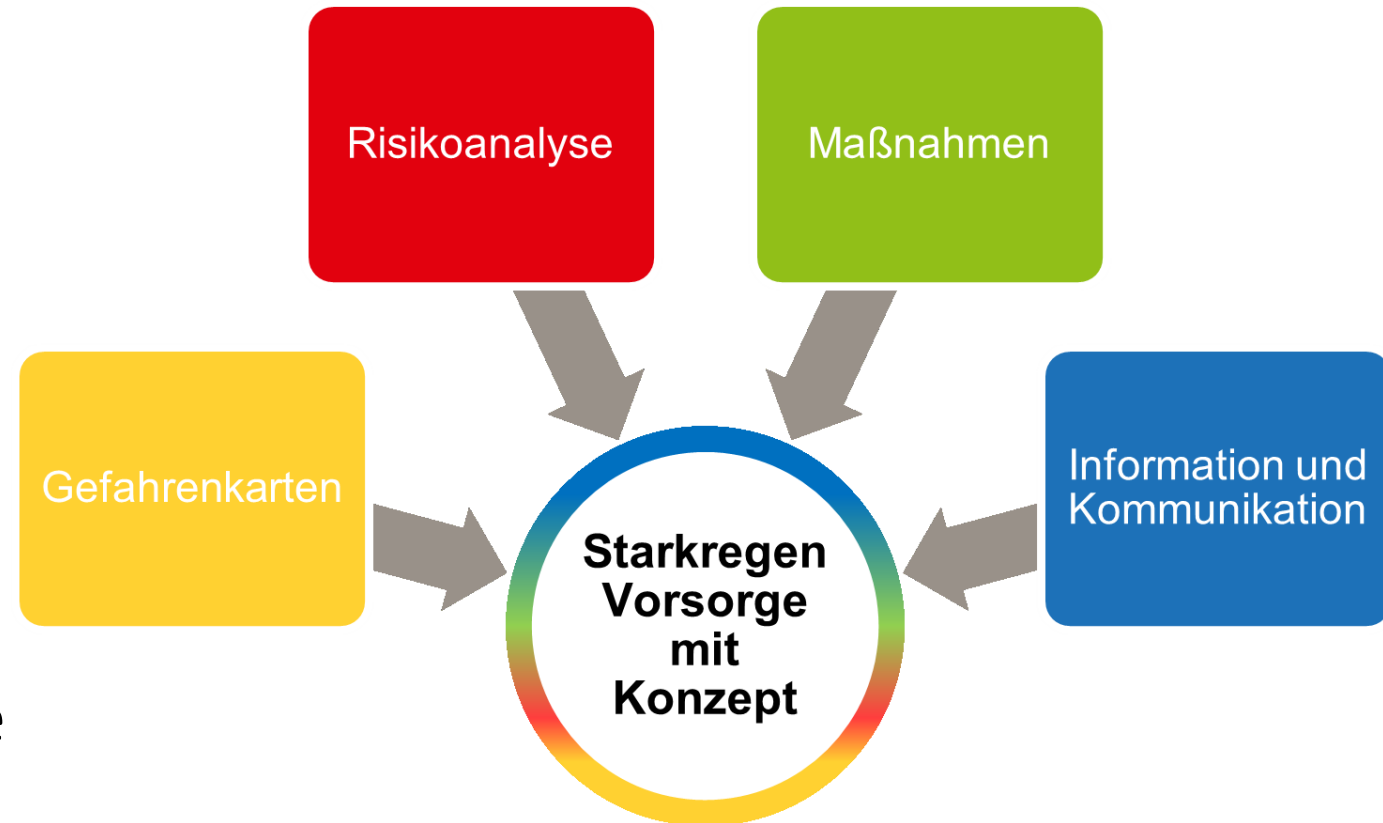 Risikoanalyse
Maßnahmen
Gefahrenkarten
Information und
Kommunikation
Starkregen
Vorsorge
mit
Konzept
e